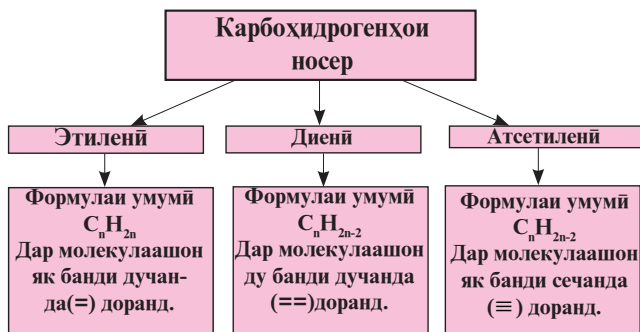 Карбоҳидрогенҳои
носер
Этиленӣ
Диенӣ
Атсетиленӣ
Формулаи умумӣ
CₙH₂ₙ
Дар молекулаашон
як банди дучан-
да(=) доранд.
Формулаи умумӣ
CₙH₂ₙ₋₂
Дар молекулаашон
ду банди дучанда
(==)доранд.
Формулаи умумӣ
CₙH₂ₙ₋₂
Дар молекулаашон
як банди сечанда
(≡) доранд.